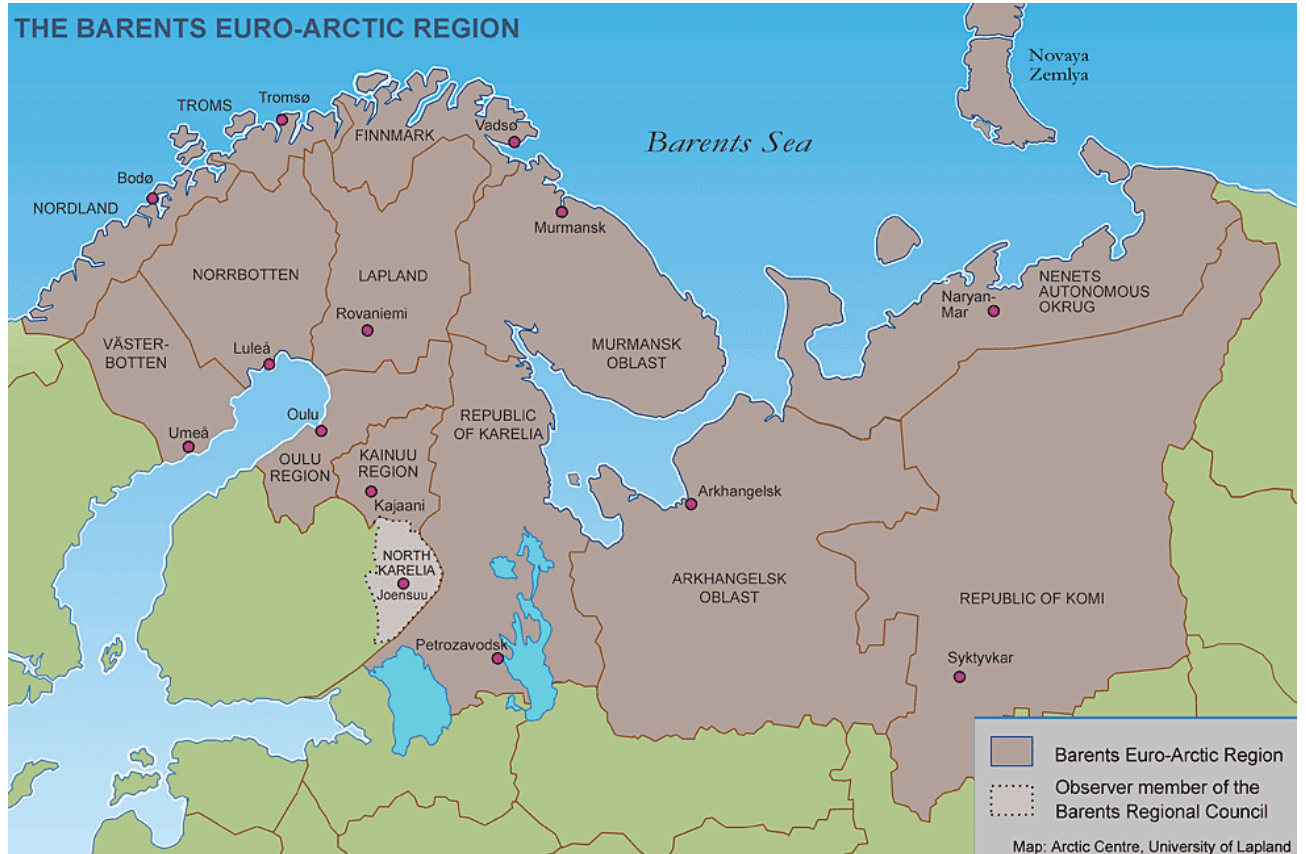 THE BARENTS EURO-ARCTIC REGION
Novaya
Zemlya
TROMS
Tromsø
FINNMARK
Vadsø
Barents Sea
Bodø
NORDLAND
Murmansk
NORRBOTTEN
LAPLAND
Naryan-
Mar
NENETS
AUTONOMOUS
OKRUG
Rovaniemi
VÄSTER-
BOTTEN
Luleå
MURMANSK
OBLAST
Oulu
REPUBLIC
OF KARELIA
Umeå
OULU
REGION
KAINUU
REGION
Kajaani
Arkhangelsk
NORTH
KARELIA
Joensuu
ARKHANGELSK
OBLAST
REPUBLIC OF KOMI
Petrozavodsk
Syktyvkar
Barents Euro-Arctic Region
Observer member of the
Barents Regional Council
Map: Arctic Centre, University of Lapland